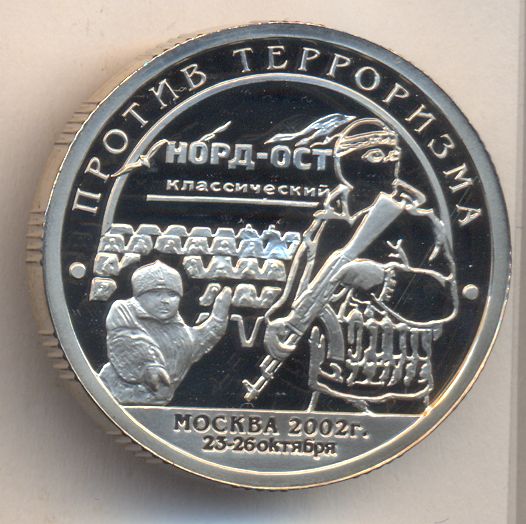 ПРОТИВ ТЕРРОРИЗМА
НОРД-ОСТ
классический
МОСКВА 2002г.
23-26октября